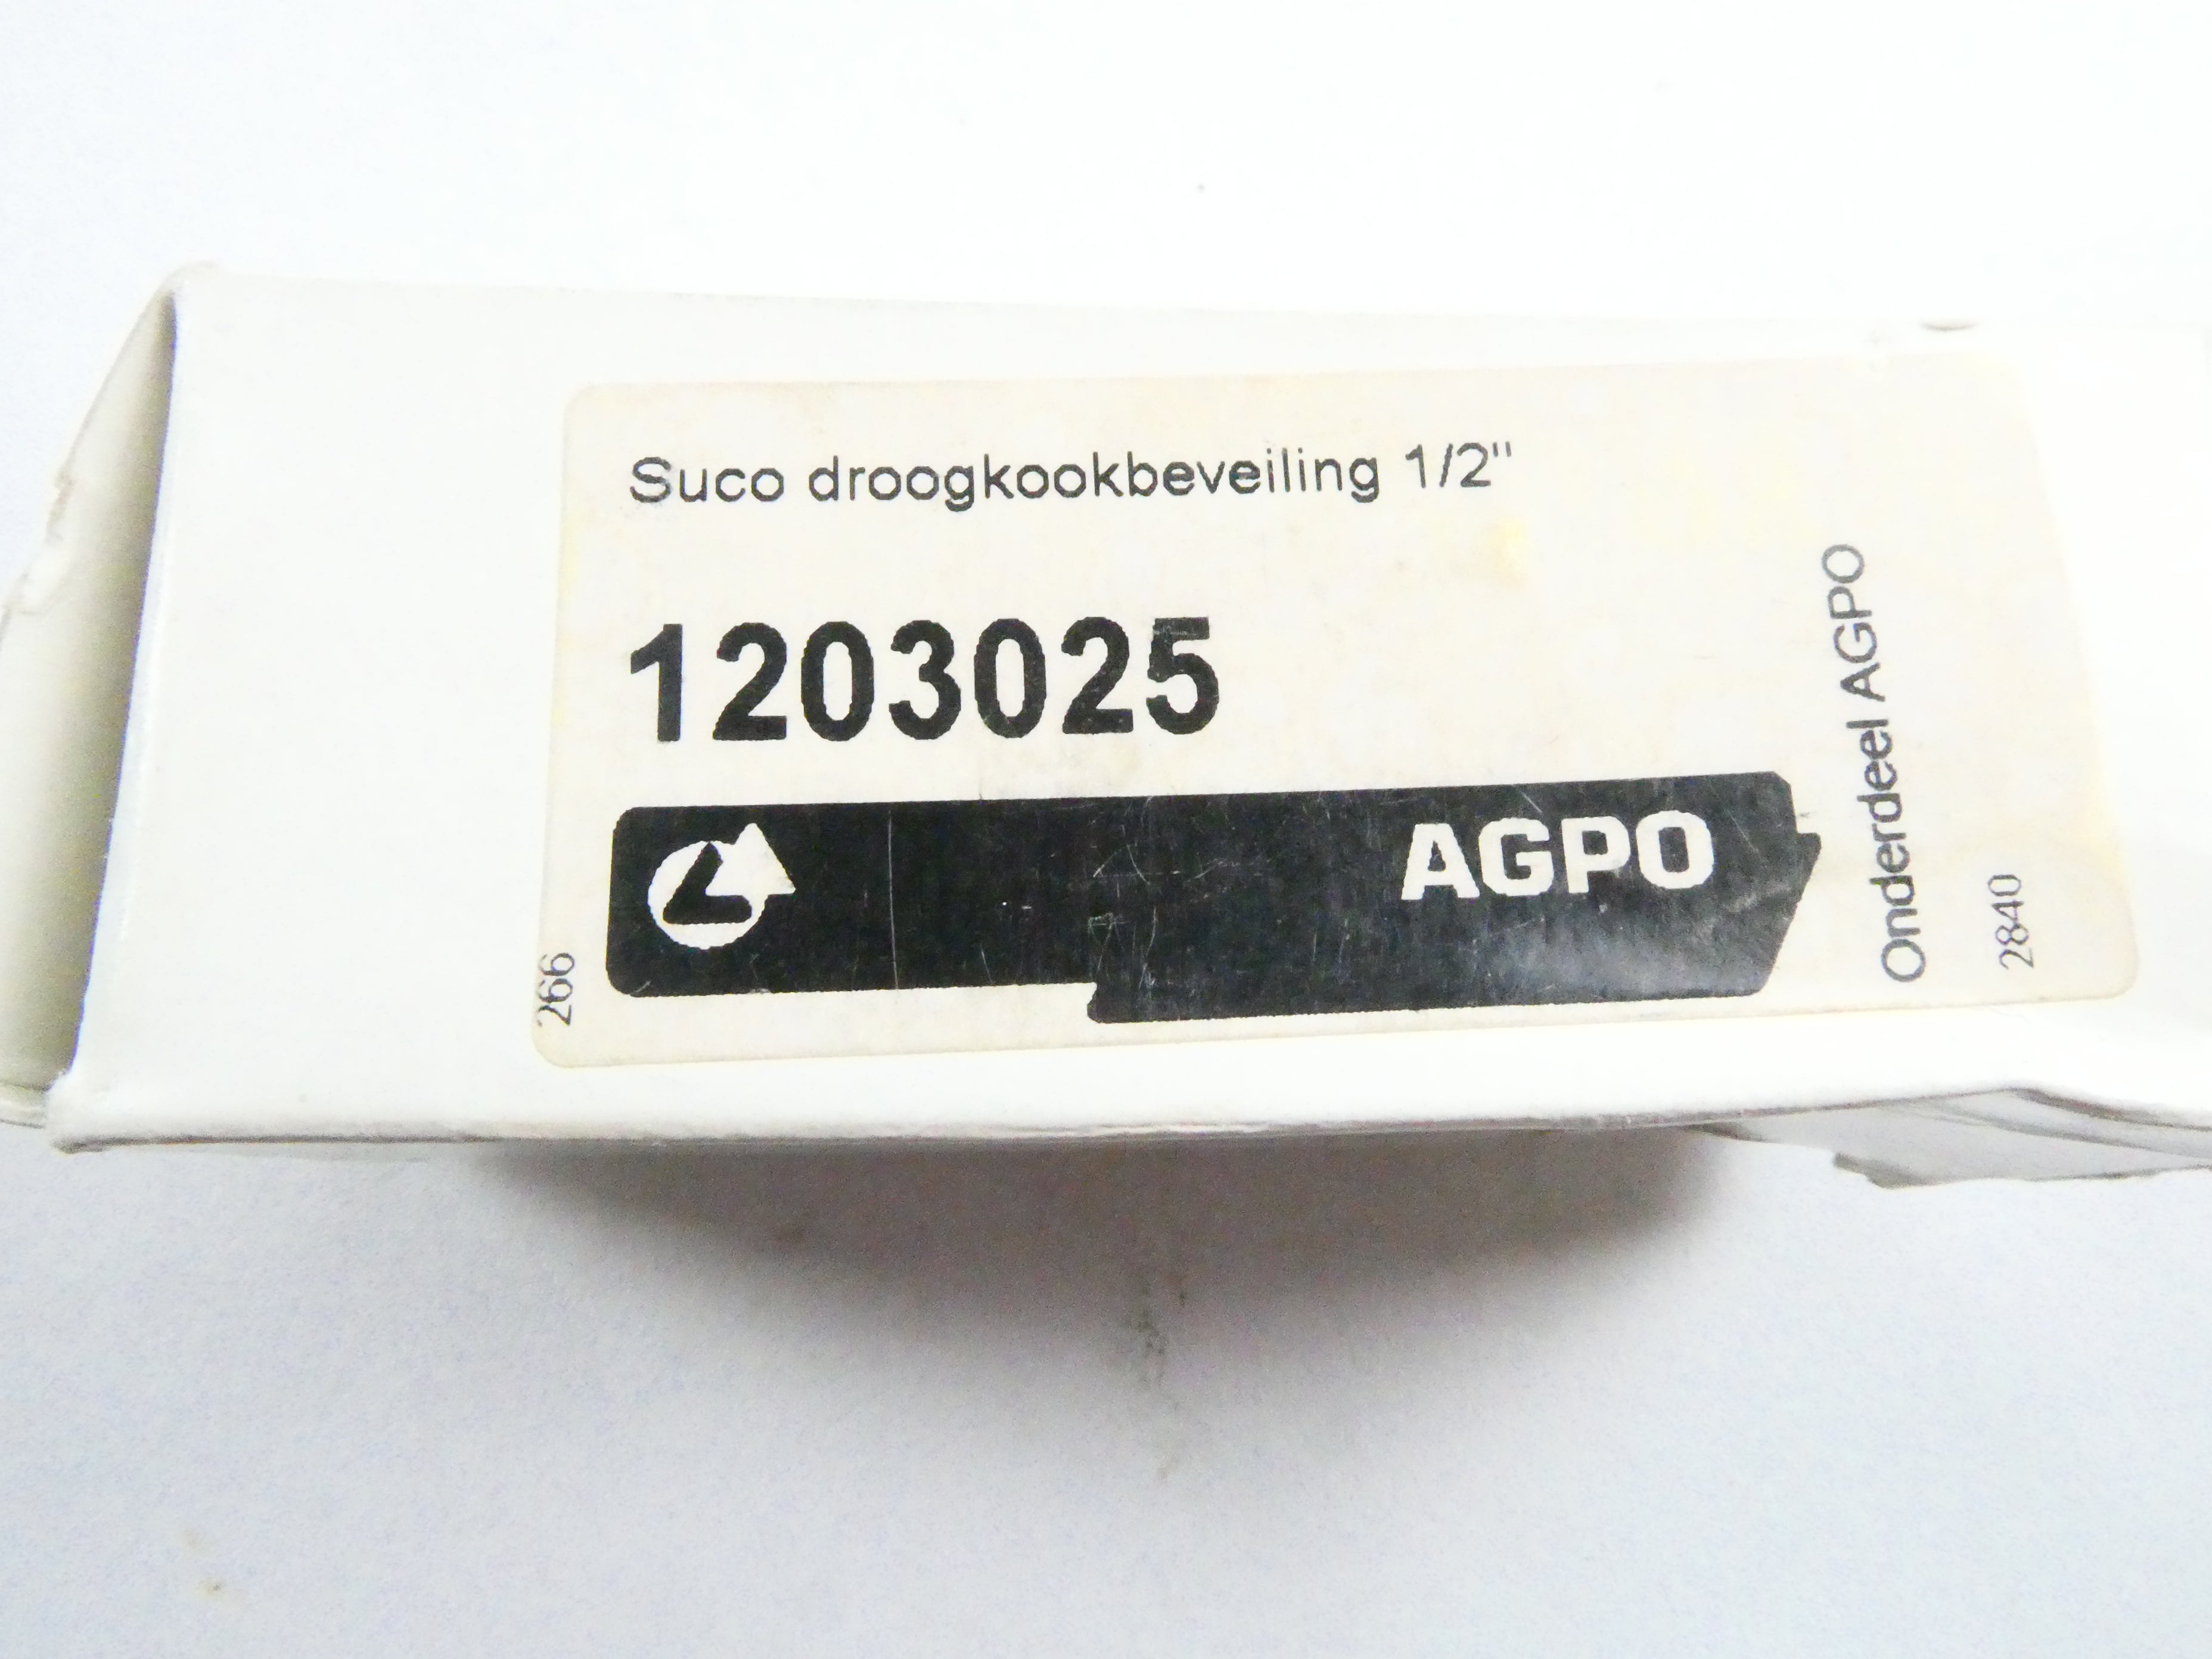 Suco droogkookbeveiling 1/2"
1203025
AGPO
Onderdeel AGPO
266
2840